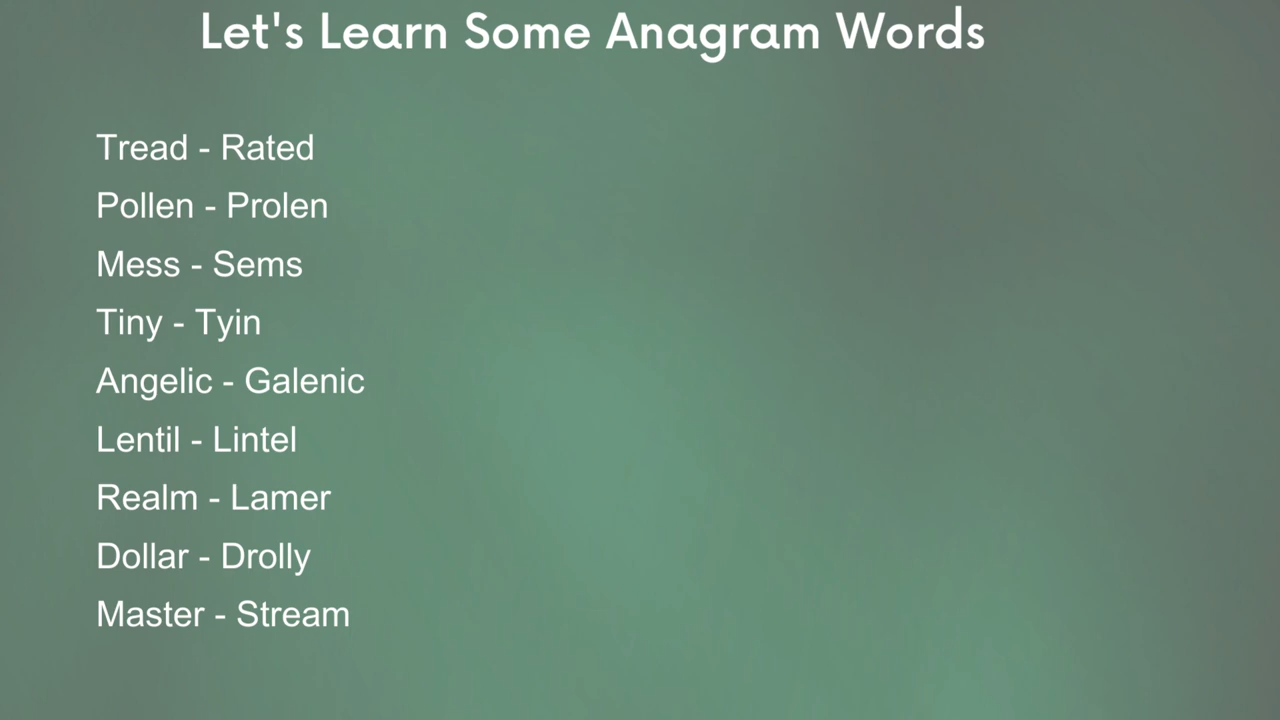 Let's Learn Some Anagram Words
Tread - Rated
Pollen - Prolen
Mess - Sems
Tiny - Tyin
Angelic - Galenic
Lentil - Lintel
Realm - Lamer
Dollar - Drolly
Master - Stream